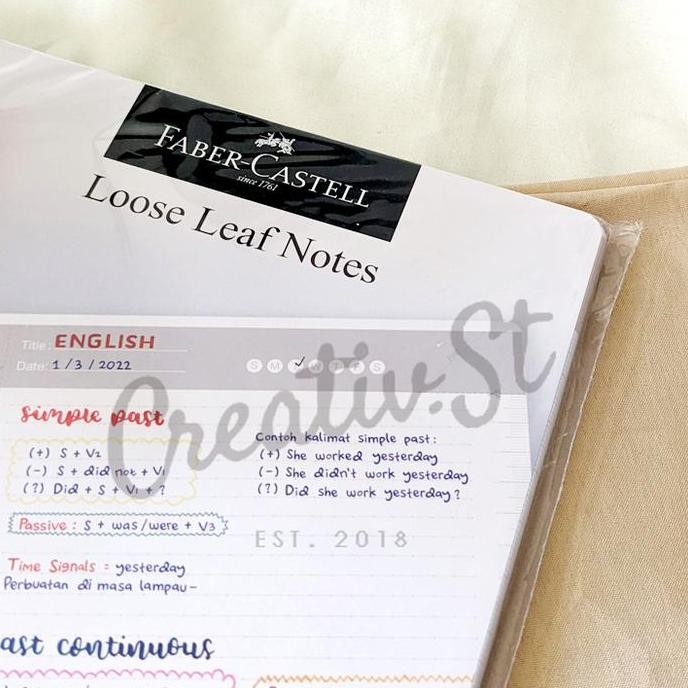 FABER-CASTELL
since 1761
Loose Leaf Notes
Title: ENGLISH
Date: 1/3/2022
S M ✓ W T F S
simple past
(+) S + V2
(-) S + did not + V1
(?) Did + S + V1 + ?
Passive : S + was/were + V3
Time Signals : yesterday
Perbuatan di masa lampau-
Contoh kalimat simple past :
(+) She worked yesterday
(-) She didn't work yesterday
(?) Did she work yesterday?
ast continuous
Creativ.St
EST. 2018